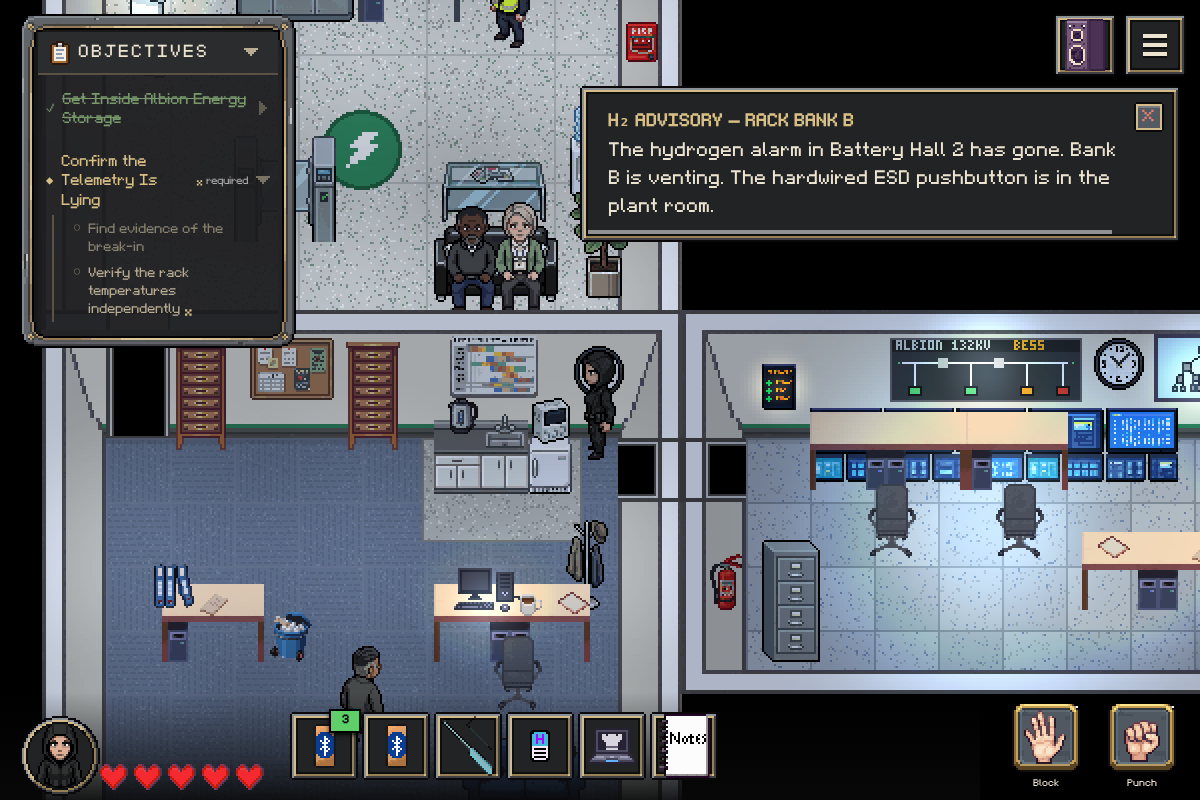 OBJECTIVES
✓ Get Inside Albion Energy
Storage
Confirm the
Telemetry Is
Lying
x required
Find evidence of the
break-in
Verify the rack
temperatures
independently x
H₂ ADVISORY — RACK BANK B
The hydrogen alarm in Battery Hall 2 has gone. Bank
B is venting. The hardwired ESD pushbutton is in the
plant room.
ALBION 132KV BESS
3
H
Notes
Block
Punch